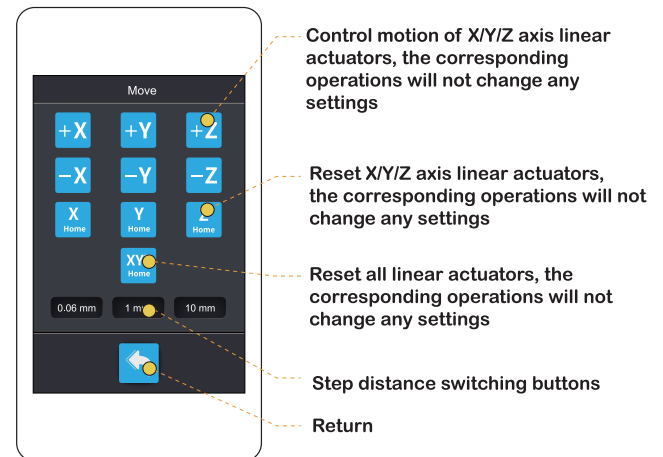 Move
+X +Y +Z
−X −Y −Z
X Y Z
Home Home Home
XYZ
Home
0.06 mm 1 mm 10 mm
Control motion of X/Y/Z axis linear
actuators, the corresponding
operations will not change any
settings
Reset X/Y/Z axis linear actuators,
the corresponding operations will not
change any settings
Reset all linear actuators, the
corresponding operations will not
change any settings
Step distance switching buttons
Return